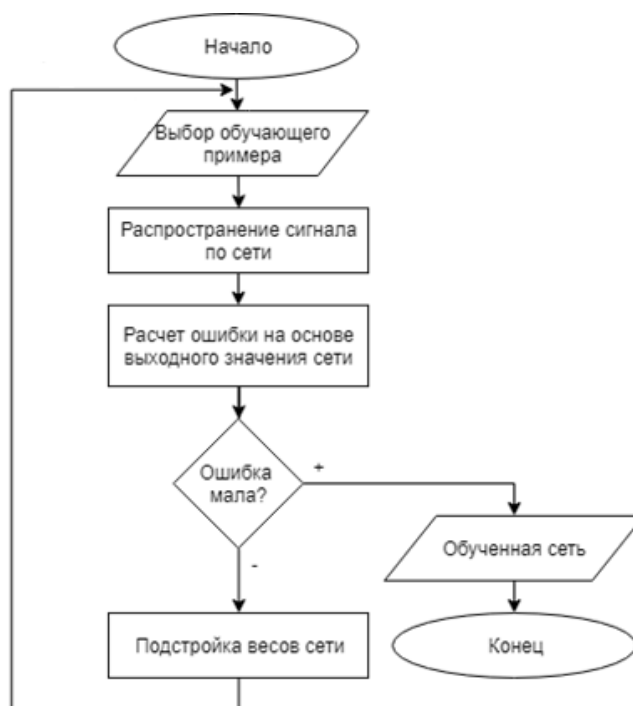 Начало
Выбор обучающего
примера
Распространение сигнала
по сети
Расчет ошибки на основе
выходного значения сети
Ошибка
мала?
+
-
Обученная сеть
Подстройка весов сети
Конец